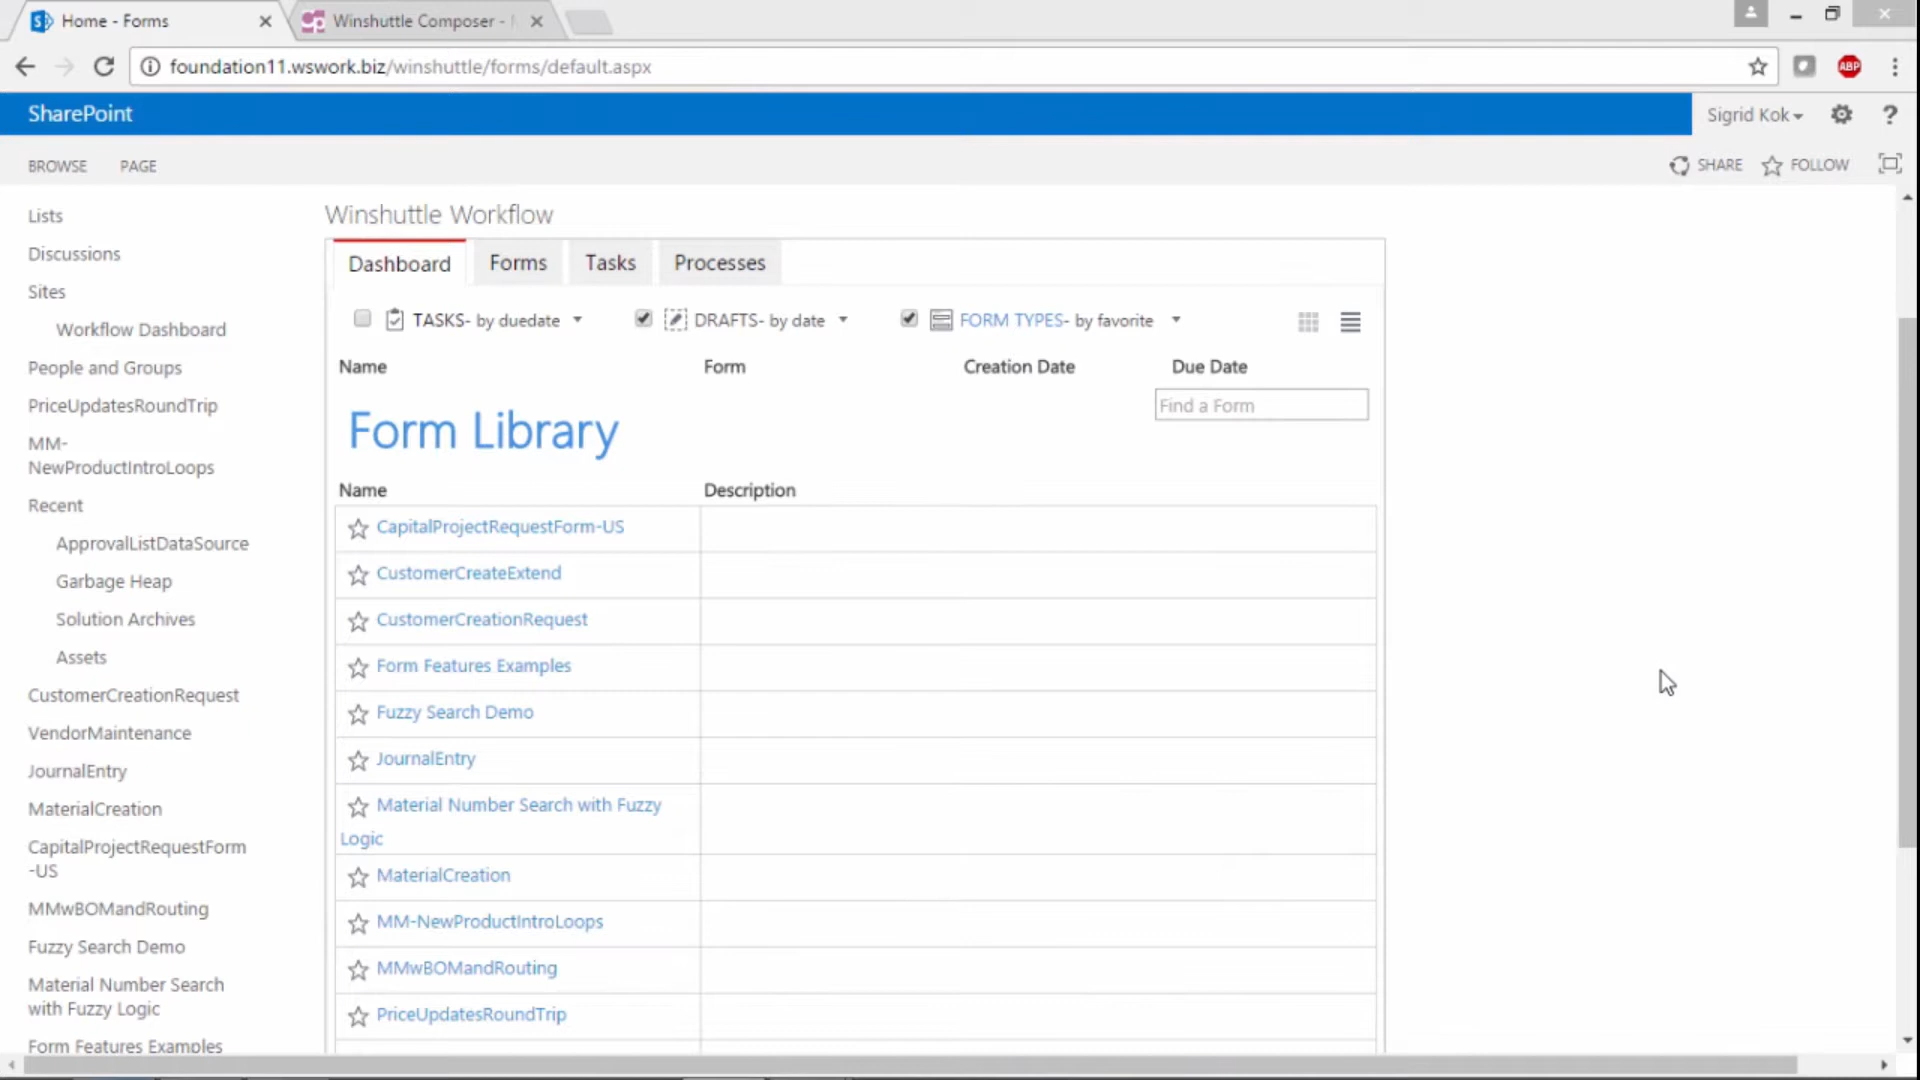 Home - Forms
Winshuttle Composer -
foundation11.wswork.biz/winshuttle/forms/default.aspx
ABP
SharePoint
Sigrid Kok
?
BROWSE
PAGE
SHARE
FOLLOW
Lists
Discussions
Sites
Workflow Dashboard
People and Groups
PriceUpdatesRoundTrip
MM-
NewProductIntroLoops
Recent
ApprovalListDataSource
Garbage Heap
Solution Archives
Assets
CustomerCreationRequest
VendorMaintenance
JournalEntry
MaterialCreation
CapitalProjectRequestForm
-US
MMwBOMandRouting
Fuzzy Search Demo
Material Number Search
with Fuzzy Logic
Form Features Examples
Winshuttle Workflow
Dashboard
Forms
Tasks
Processes
TASKS- by duedate
DRAFTS- by date
FORM TYPES- by favorite
Name
Form
Creation Date
Due Date
Find a Form
Form Library
Name
Description
CapitalProjectRequestForm-US
CustomerCreateExtend
CustomerCreationRequest
Form Features Examples
Fuzzy Search Demo
JournalEntry
Material Number Search with Fuzzy
Logic
MaterialCreation
MM-NewProductIntroLoops
MMwBOMandRouting
PriceUpdatesRoundTrip